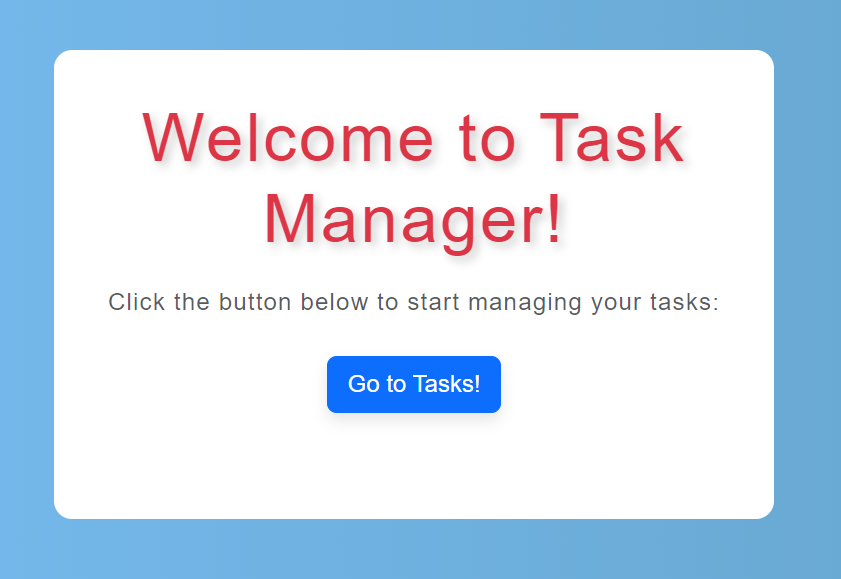 Welcome to Task
Manager!
Click the button below to start managing your tasks:
Go to Tasks!